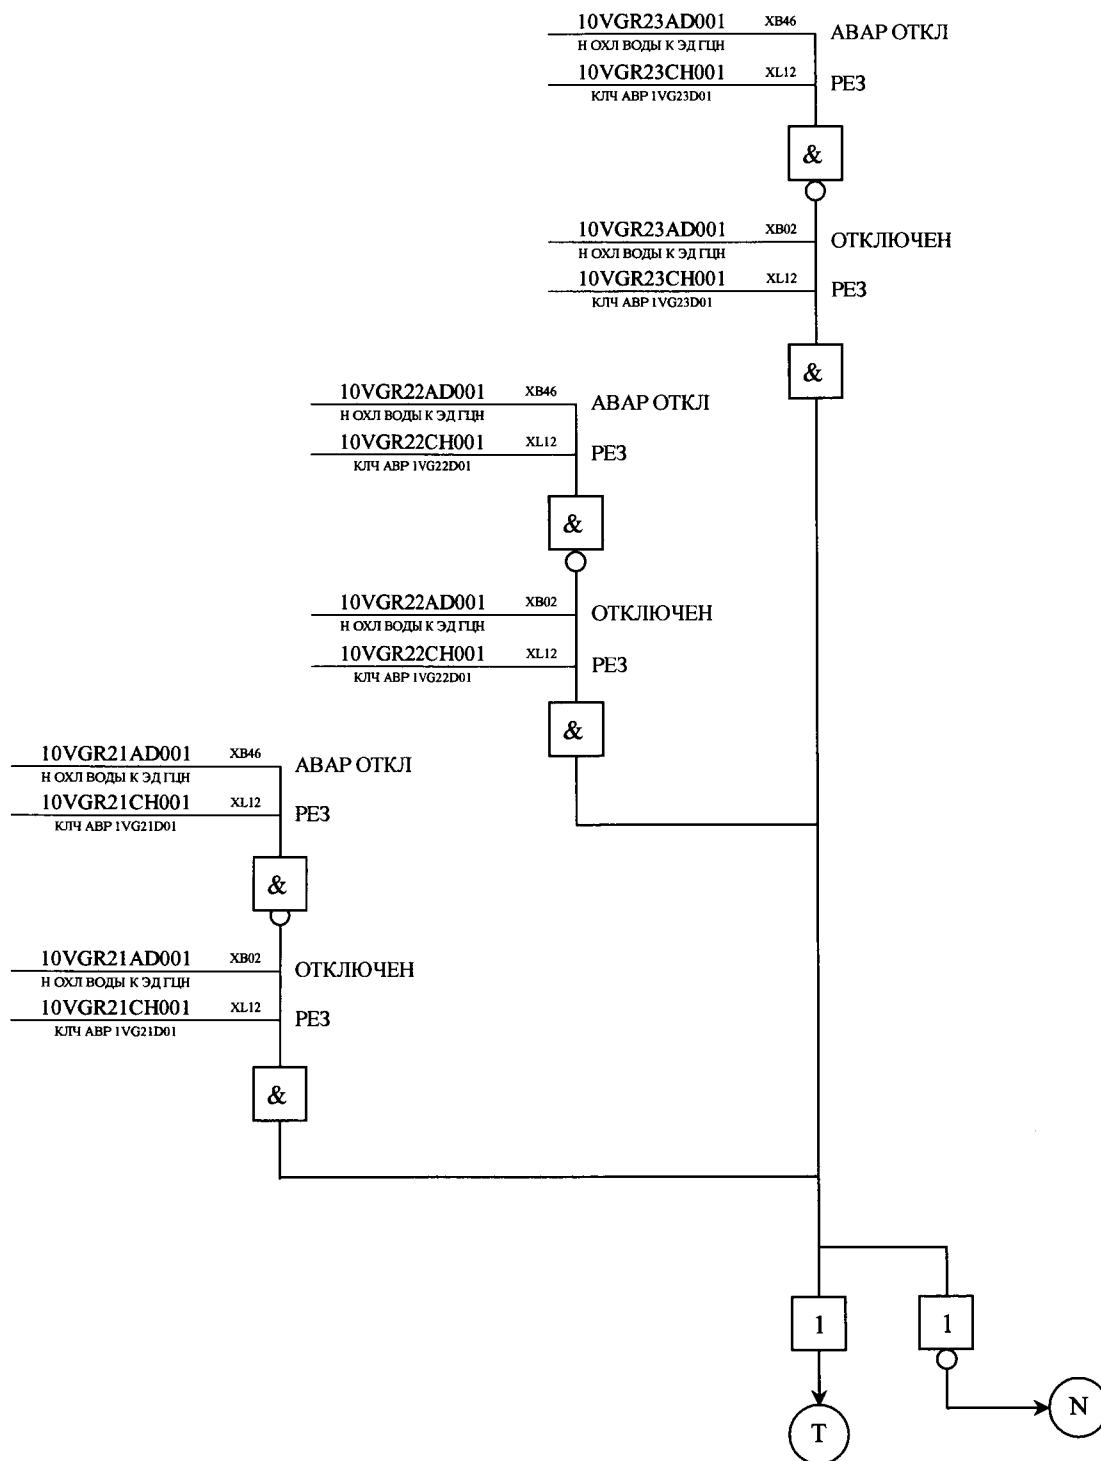 10VGR23AD001 XB46 АВАР ОТКЛ
Н ОХЛ ВОДЫ К ЭД ГЦН
10VGR23CH001 XL12 РЕЗ
КЛЧ АВР 1VG23D01
&
10VGR23AD001 XB02 ОТКЛЮЧЕН
Н ОХЛ ВОДЫ К ЭД ГЦН
10VGR23CH001 XL12 РЕЗ
КЛЧ АВР 1VG23D01
&
10VGR22AD001 XB46 АВАР ОТКЛ
Н ОХЛ ВОДЫ К ЭД ГЦН
10VGR22CH001 XL12 РЕЗ
КЛЧ АВР 1VG22D01
&
10VGR22AD001 XB02 ОТКЛЮЧЕН
Н ОХЛ ВОДЫ К ЭД ГЦН
10VGR22CH001 XL12 РЕЗ
КЛЧ АВР 1VG22D01
&
10VGR21AD001 XB46 АВАР ОТКЛ
Н ОХЛ ВОДЫ К ЭД ГЦН
10VGR21CH001 XL12 РЕЗ
КЛЧ АВР 1VG21D01
&
10VGR21AD001 XB02 ОТКЛЮЧЕН
Н ОХЛ ВОДЫ К ЭД ГЦН
10VGR21CH001 XL12 РЕЗ
КЛЧ АВР 1VG21D01
&
1 1
T N